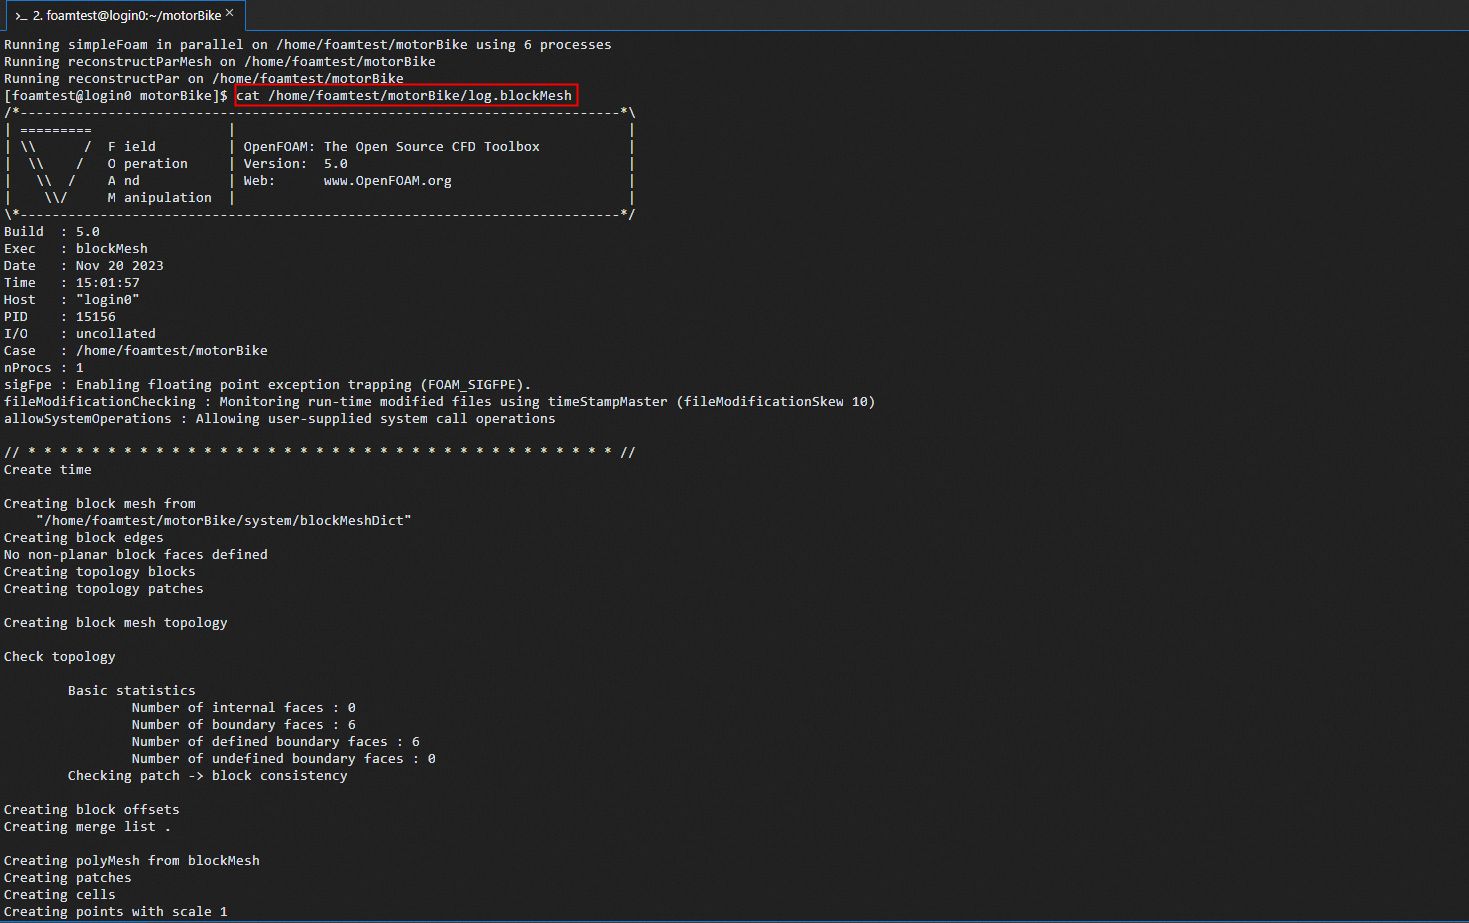 2. foamtest@login0:~/motorBike ×
Running simpleFoam in parallel on /home/foamtest/motorBike using 6 processes
Running reconstructParMesh on /home/foamtest/motorBike
Running reconstructPar on /home/foamtest/motorBike
[foamtest@login0 motorBike]$ cat /home/foamtest/motorBike/log.blockMesh
/*---------------------------------------------------------------------------*\
| =========                 |                                                 |
| \\      /  F ield         | OpenFOAM: The Open Source CFD Toolbox           |
|  \\    /   O peration     | Version:  5.0                                   |
|   \\  /    A nd           | Web:      www.OpenFOAM.org                      |
|    \\/     M anipulation  |                                                 |
\*---------------------------------------------------------------------------*/
Build  : 5.0
Exec   : blockMesh
Date   : Nov 20 2023
Time   : 15:01:57
Host   : "login0"
PID    : 15156
I/O    : uncollated
Case   : /home/foamtest/motorBike
nProcs : 1
sigFpe : Enabling floating point exception trapping (FOAM_SIGFPE).
fileModificationChecking : Monitoring run-time modified files using timeStampMaster (fileModificationSkew 10)
allowSystemOperations : Allowing user-supplied system call operations
// * * * * * * * * * * * * * * * * * * * * * * * * * * * * * * * * * * * * * //
Create time
Creating block mesh from
    "/home/foamtest/motorBike/system/blockMeshDict"
Creating block edges
No non-planar block faces defined
Creating topology blocks
Creating topology patches
Creating block mesh topology
Check topology
        Basic statistics
                Number of internal faces : 0
                Number of boundary faces : 6
                Number of defined boundary faces : 6
                Number of undefined boundary faces : 0
        Checking patch -> block consistency
Creating block offsets
Creating merge list .
Creating polyMesh from blockMesh
Creating patches
Creating cells
Creating points with scale 1